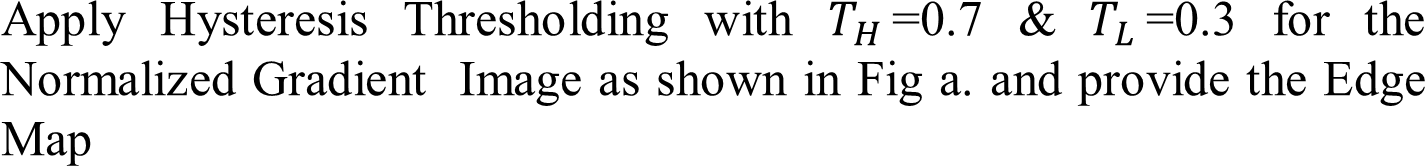 Apply Hysteresis Thresholding with T_H=0.7 & T_L=0.3 for the
Normalized Gradient Image as shown in Fig a. and provide the Edge
Map